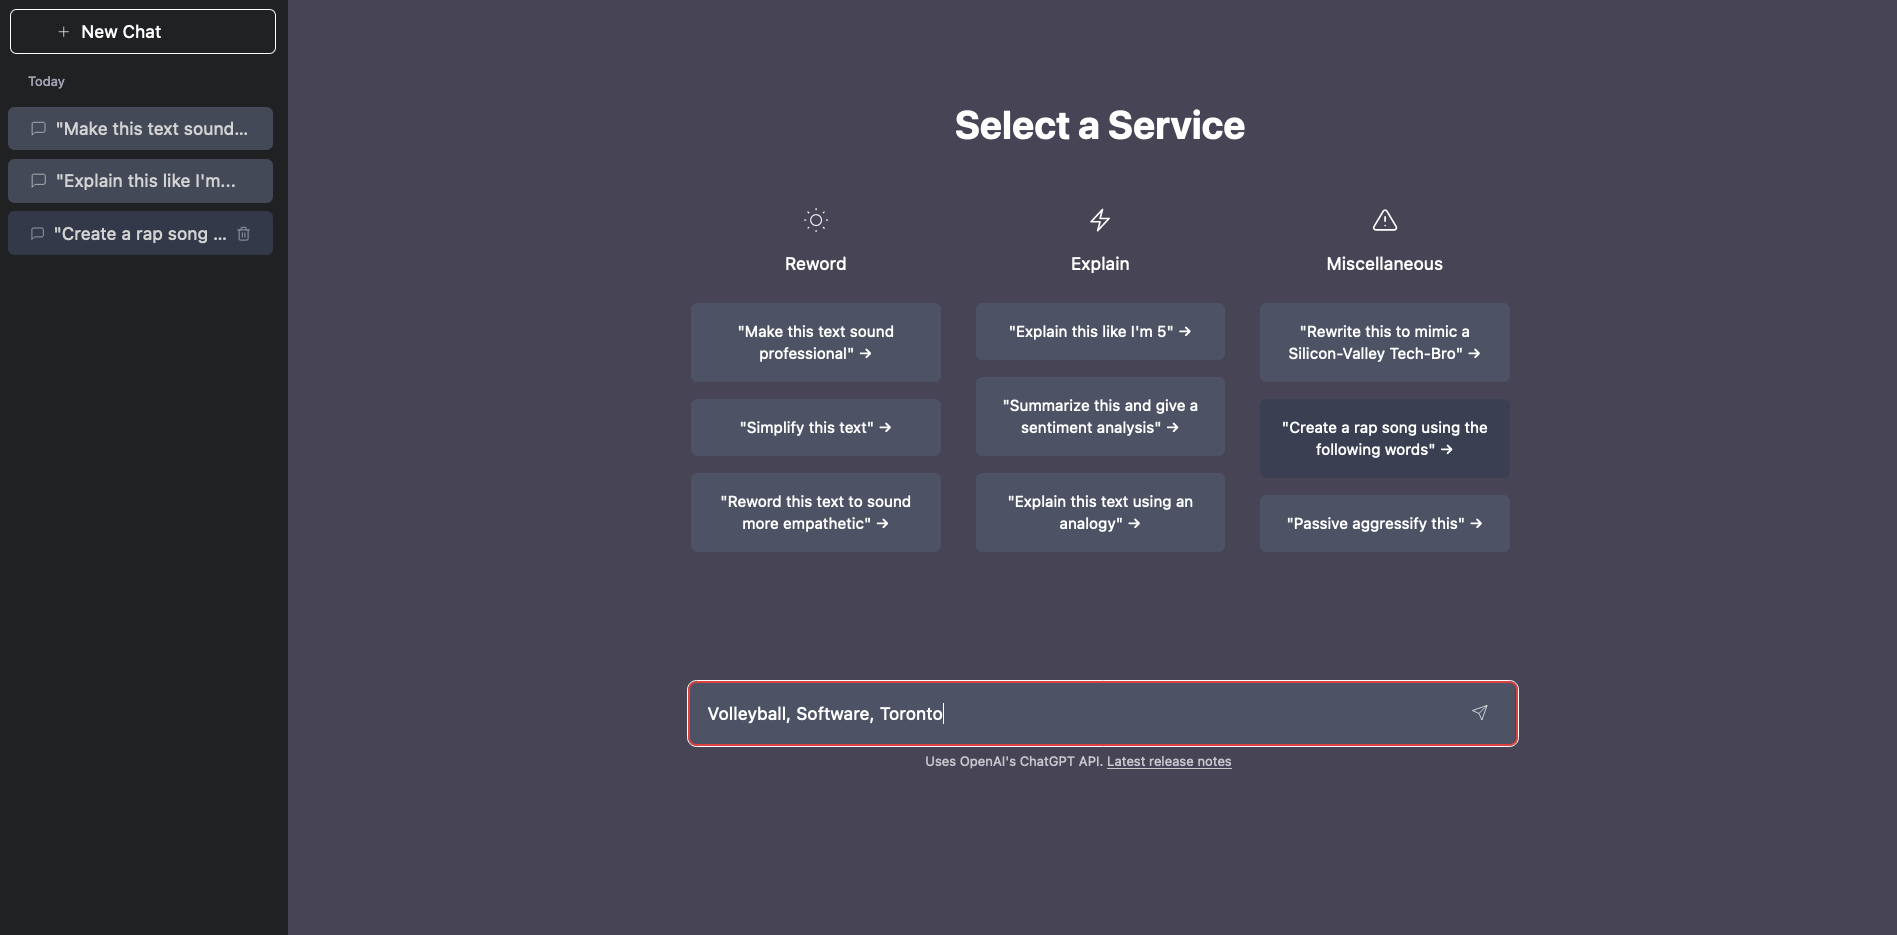 + New Chat
Today
"Make this text sound...
"Explain this like I'm...
"Create a rap song ...
Select a Service
Reword
"Make this text sound
professional" →
"Simplify this text" →
"Reword this text to sound
more empathetic" →
Explain
"Explain this like I'm 5" →
"Summarize this and give a
sentiment analysis" →
"Explain this text using an
analogy" →
Miscellaneous
"Rewrite this to mimic a
Silicon-Valley Tech-Bro" →
"Create a rap song using the
following words" →
"Passive aggressify this" →
Volleyball, Software, Toronto
Uses OpenAI's ChatGPT API. Latest release notes